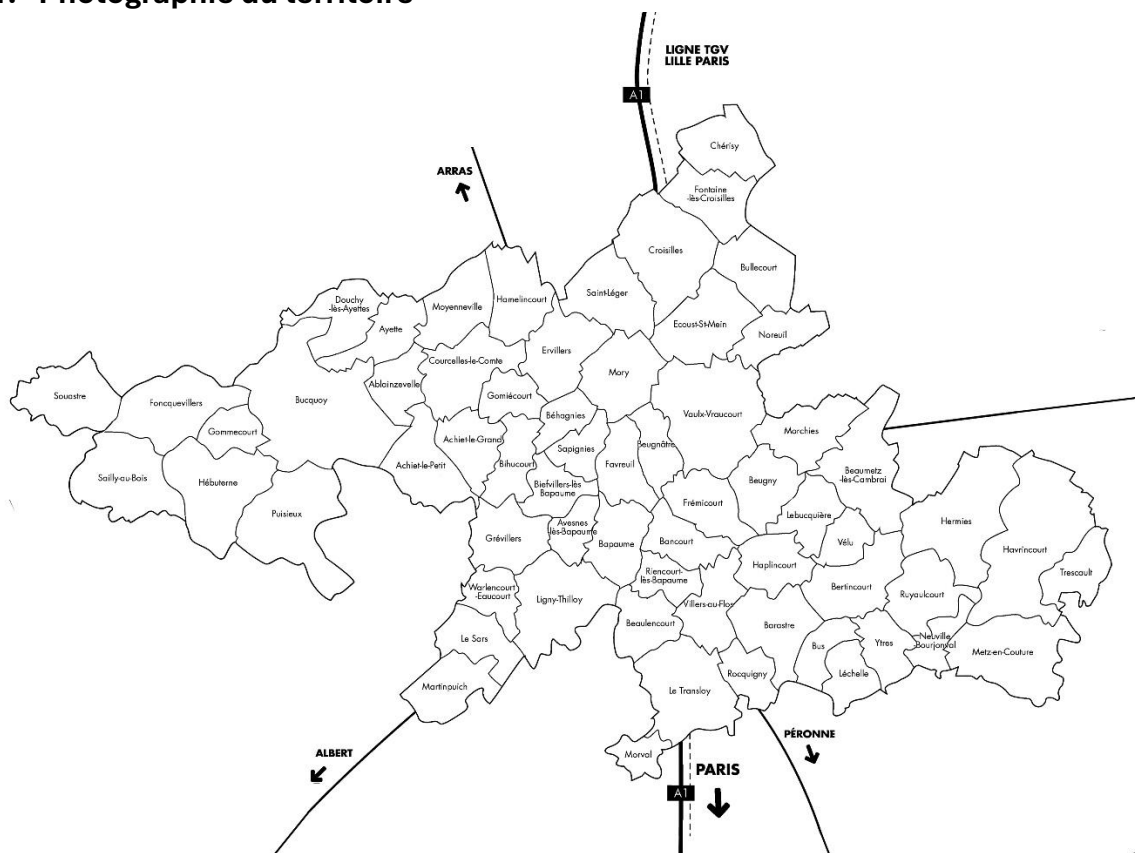 Photographie du territoire
LIGNE TGV
LILLE PARIS
A1
Chérisy
ARRAS
Fontaine
-lès-Croisilles
Croisilles
Bullecourt
Saint-Léger
Hamelincourt
Moyenneville
Douchy
-lès-Ayettes
Ayette
Ecoust-St-Mein
Noreuil
Ervillers
Courcelles-le-Comte
Mory
Ablainzevelle
Souastre
Bucquoy
Gomiécourt
Foncquevillers
Vaulx-Vraucourt
Béhagnies
Morchies
Gommecourt
Achiet-le-Grand
Beugnâtre
Sapignies
Achiet-le-Petit
Bihucourt
Favreuil
Beaumetz
-lès-Cambrai
Sailly-au-Bois
Hébuterne
Beugny
Biefvillers-lès
Bapaume
Frémicourt
Puisieux
Lebucquière
Hermies
Avesnes
-lès-Bapaume
Grévillers
Bapaume
Bancourt
Vélu
Havrincourt
Haplincourt
Riencourt-
lès-Bapaume
Trescault
Warlencourt
-Eaucourt
Ligny-Thilloy
Bertincourt
Ruyaulcourt
Villers-au-Flos
Beaulencourt
Barastre
Le Sars
Neuville
Bourjonval
Ytres
Bus
Metz-en-Couture
Rocquigny
Léchelle
Le Transloy
Martinpuich
Morval
PÉRONNE
ALBERT
PARIS
A1